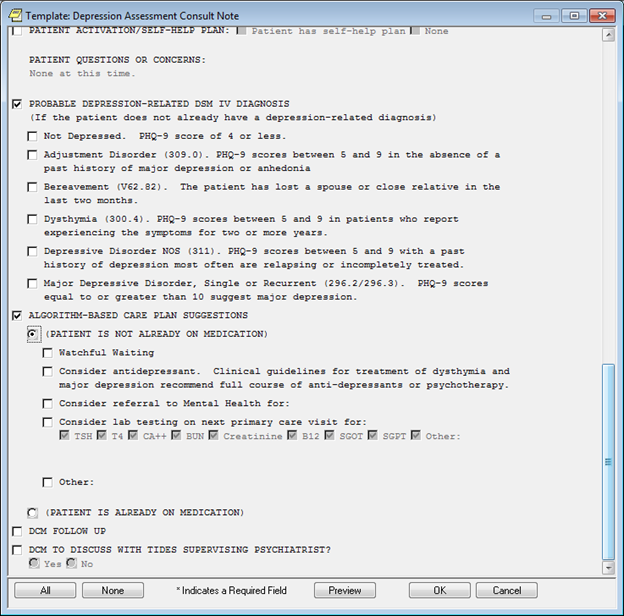 Template: Depression Assessment Consult Note
PATIENT ACTIVATION/SELF-HELP PLAN: Patient has self-help plan None
PATIENT QUESTIONS OR CONCERNS:
None at this time.
PROBABLE DEPRESSION-RELATED DSM IV DIAGNOSIS
(If the patient does not already have a depression-related diagnosis)
Not Depressed. PHQ-9 score of 4 or less.
Adjustment Disorder (309.0). PHQ-9 scores between 5 and 9 in the absence of a
past history of major depression or anhedonia
Bereavement (V62.82). The patient has lost a spouse or close relative in the
last two months.
Dysthymia (300.4). PHQ-9 scores between 5 and 9 in patients who report
experiencing the symptoms for two or more years.
Depressive Disorder NOS (311). PHQ-9 scores between 5 and 9 with a past
history of depression most often are relapsing or incompletely treated.
Major Depressive Disorder, Single or Recurrent (296.2/296.3). PHQ-9 scores
equal to or greater than 10 suggest major depression.
ALGORITHM-BASED CARE PLAN SUGGESTIONS
(PATIENT IS NOT ALREADY ON MEDICATION)
Watchful Waiting
Consider antidepressant. Clinical guidelines for treatment of dysthymia and
major depression recommend full course of anti-depressants or psychotherapy.
Consider referral to Mental Health for:
Consider lab testing on next primary care visit for:
TSH T4 CA++ BUN Creatinine B12 SGOT SGPT Other:
Other:
(PATIENT IS ALREADY ON MEDICATION)
DCM FOLLOW UP
DCM TO DISCUSS WITH TIDES SUPERVISING PSYCHIATRIST?
Yes No
All None * Indicates a Required Field Preview OK Cancel